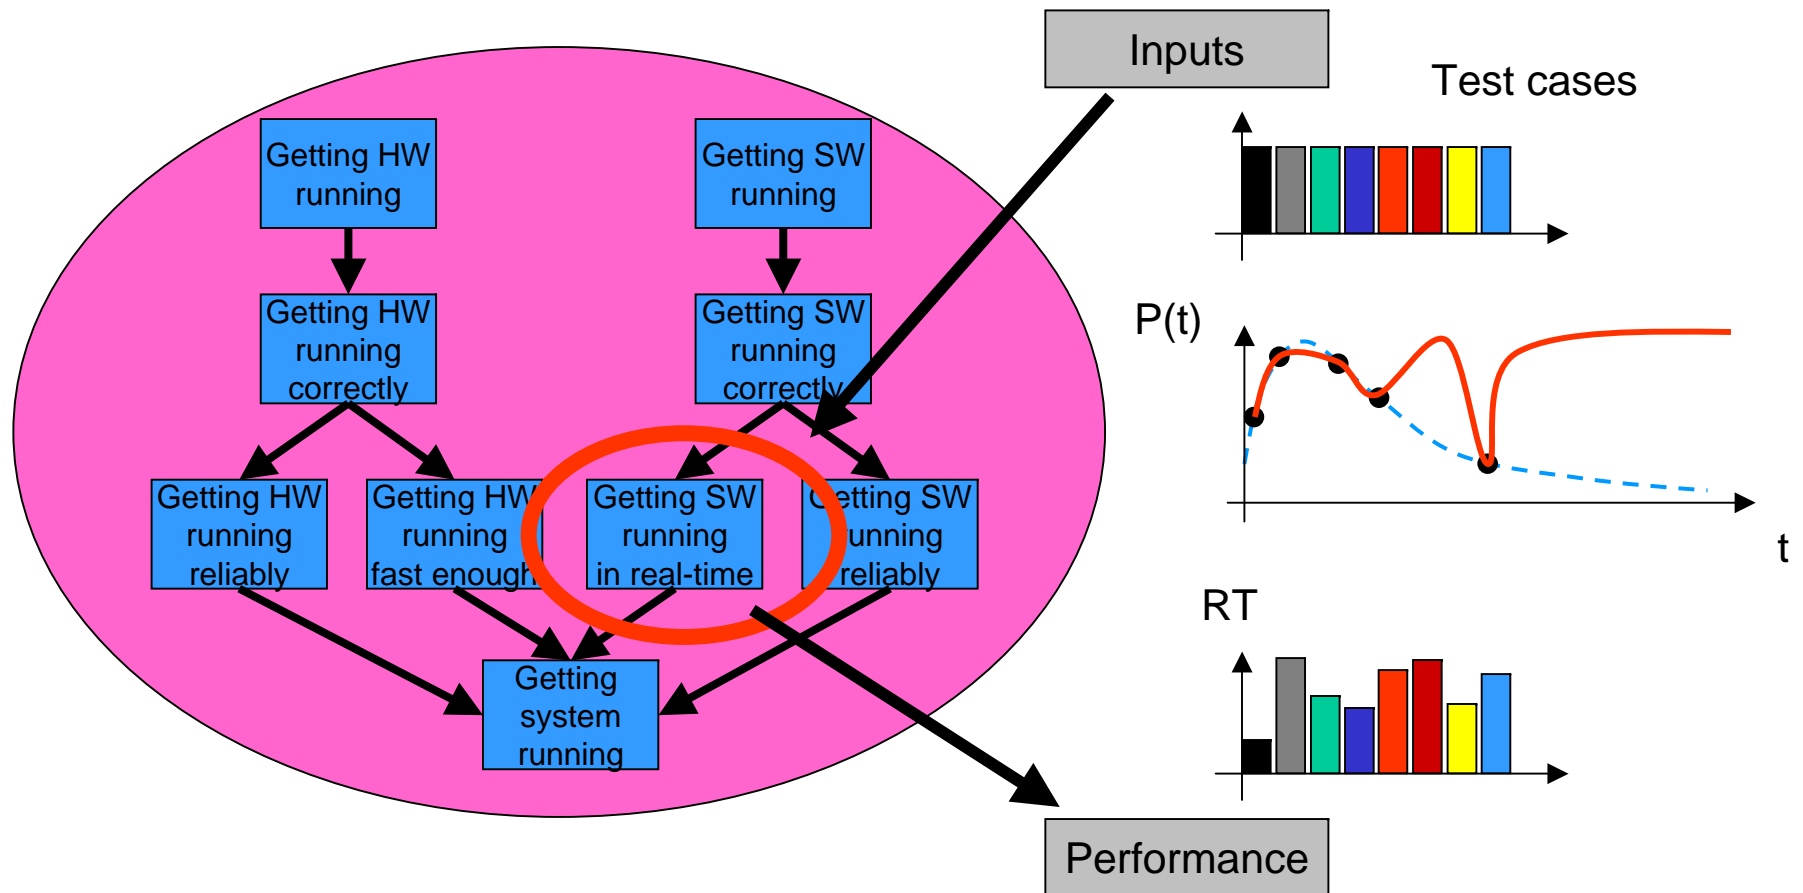 Inputs
Test cases
Getting HW
running
Getting SW
running
Getting HW
running
correctly
Getting SW
running
correctly
P(t)
t
Getting HW
running
reliably
Getting HW
running
fast enough
Getting SW
running
in real-time
Getting SW
running
reliably
RT
Getting
system
running
Performance